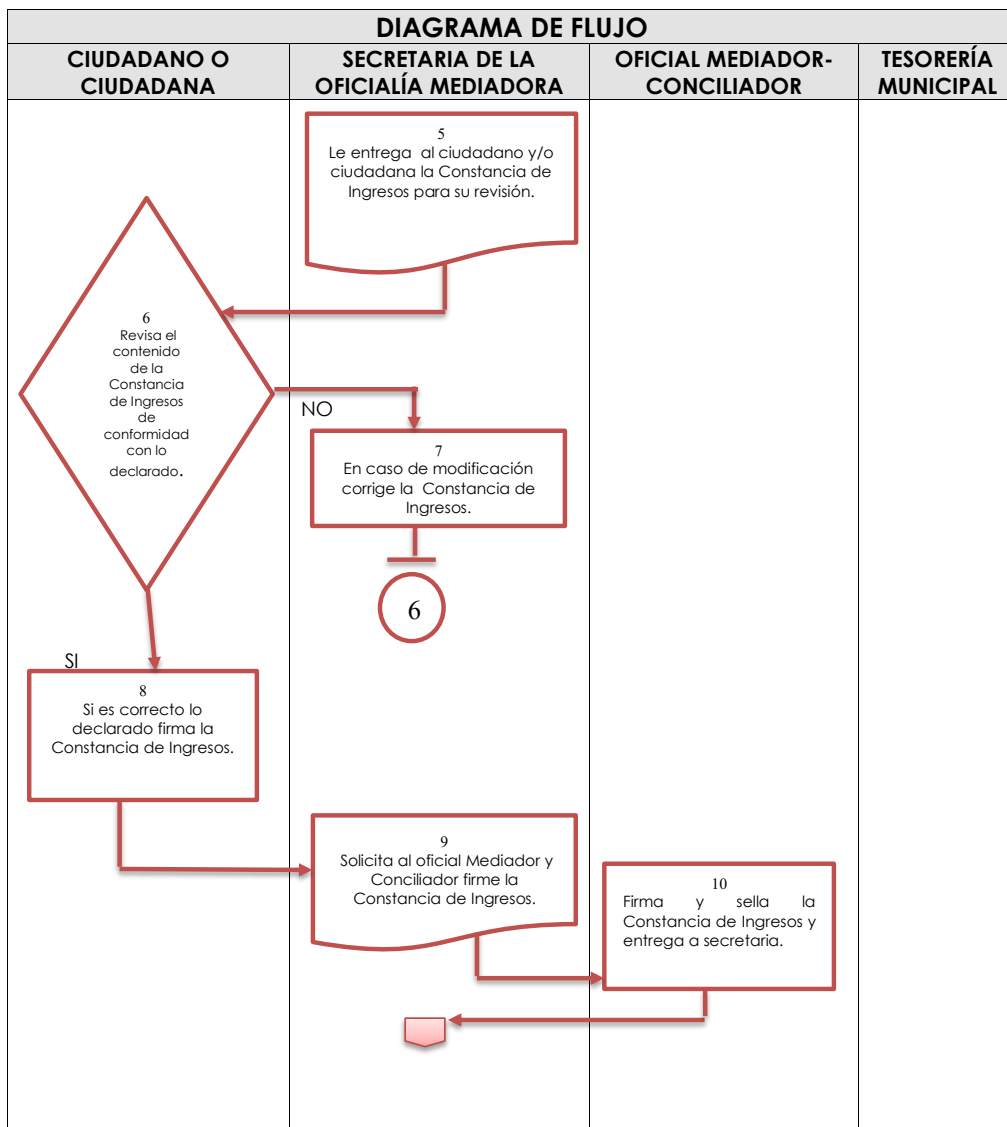 DIAGRAMA DE FLUJO
CIUDADANO O
CIUDADANA
SECRETARIA DE LA
OFICIALÍA MEDIADORA
OFICIAL MEDIADOR-
CONCILIADOR
TESORERÍA
MUNICIPAL
5
Le entrega al ciudadano y/o
ciudadana la Constancia de
Ingresos para su revisión.
6
Revisa el
contenido
de la
Constancia
de Ingresos
de
conformidad
con lo
declarado.
NO
7
En caso de modificación
corrige la Constancia de
Ingresos.
6
SI
8
Si es correcto lo
declarado firma la
Constancia de Ingresos.
9
Solicita al oficial Mediador y
Conciliador firme la
Constancia de Ingresos.
10
Firma y sella la
Constancia de Ingresos y
entrega a secretaria.